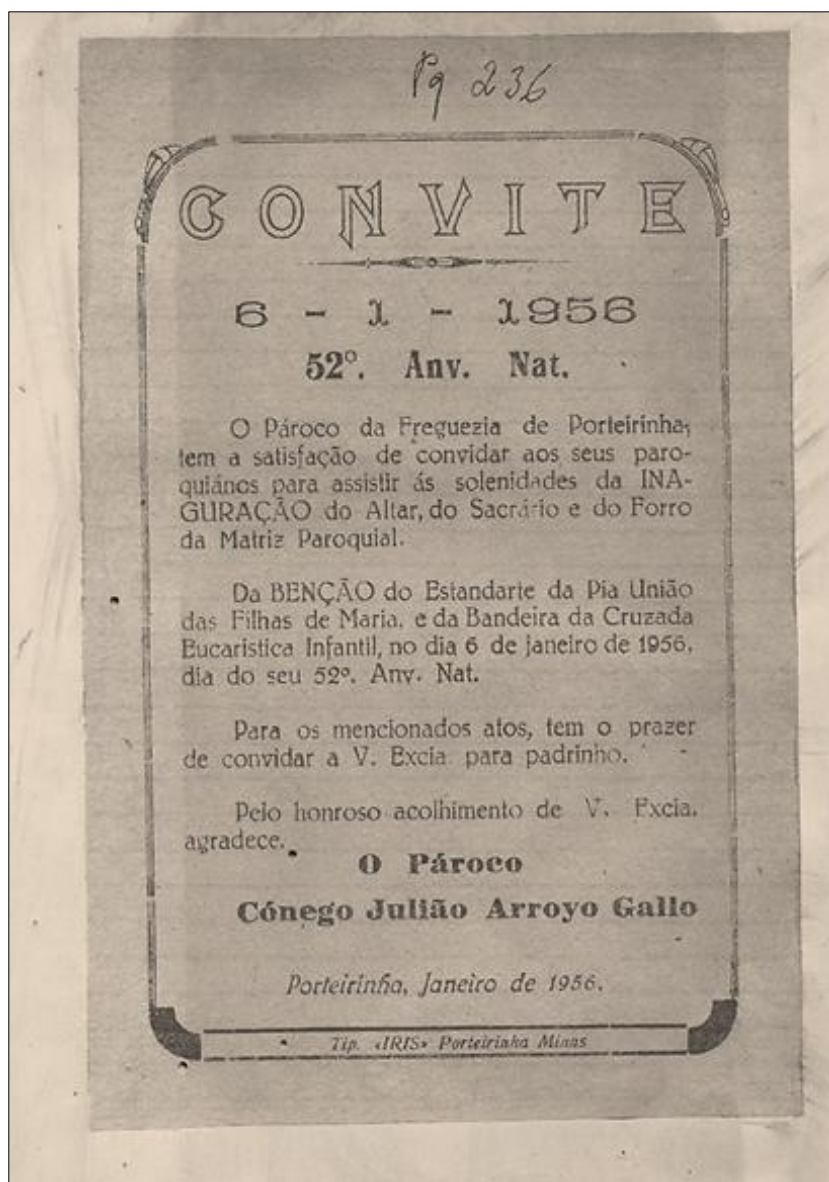 Pg 236
CONVITE
6 - 1 - 1956
52º. Anv. Nat.
O Pároco da Freguezia de Porteirinha,
tem a satisfação de convidar aos seus paro-
quiános para assistir ás solenidades da INA-
GURAÇÃO do Altar, do Sacrário e do Forro
da Matriz Paroquial.
Da BENÇÃO do Estandarte da Pia União
das Filhas de Maria, e da Bandeira da Cruzada
Eucaristica Infantil, no dia 6 de janeiro de 1956,
dia do seu 52º. Anv. Nat.
Para os mencionados atos, tem o prazer
de convidar a V. Excia para padrinho.
Pelo honroso acolhimento de V. Excia.
agradece.
O Pároco
Cónego Julião Arroyo Gallo
Porteirinha, Janeiro de 1956.
Tip. «IRIS» Porteirinha Minas